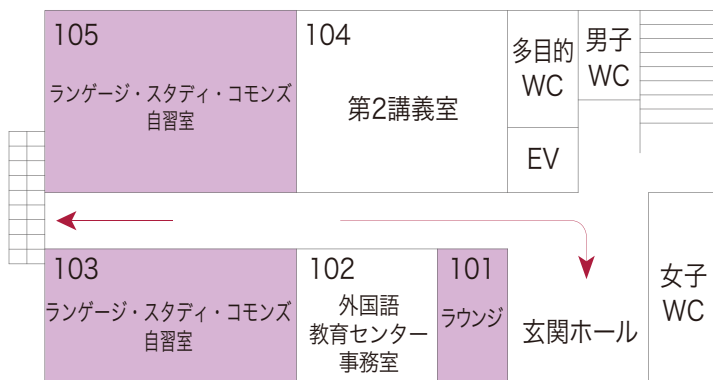 105
ランゲージ・スタディ・コモンズ
自習室
104
第2講義室
多目的
WC
男子
WC
EV
103
ランゲージ・スタディ・コモンズ
自習室
102
外国語
教育センター
事務室
101
ラウンジ
玄関ホール
女子
WC